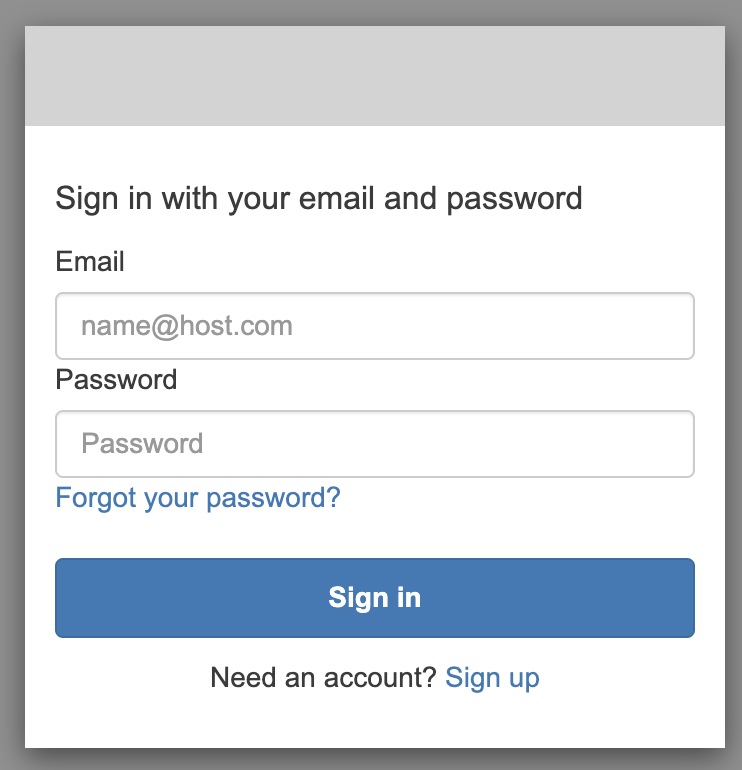 Sign in with your email and password
Email
name@host.com
Password
Password
Forgot your password?
Sign in
Need an account? Sign up